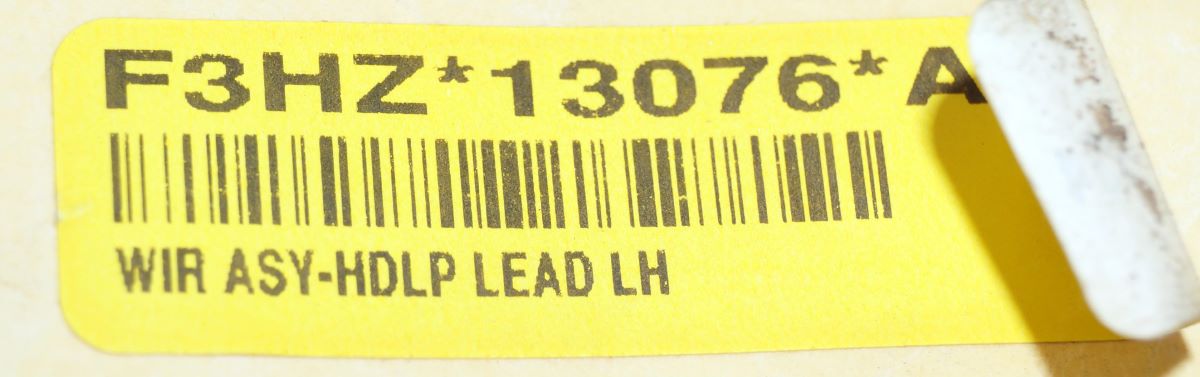 F3HZ*13076*A
WIR ASY-HDLP LEAD LH